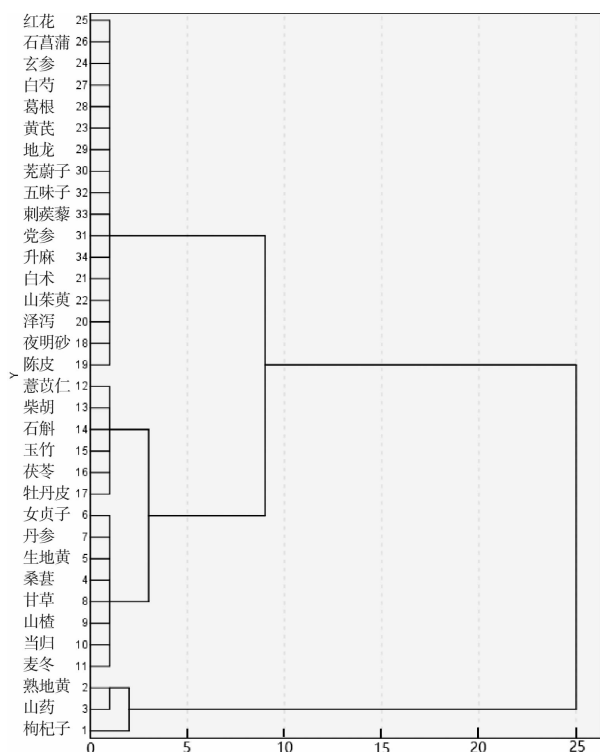 红花 25
石菖蒲 26
玄参 24
白芍 27
葛根 28
黄芪 23
地龙 29
茺蔚子 30
五味子 32
刺蒺藜 33
党参 31
升麻 34
白术 21
山茱萸 22
泽泻 20
夜明砂 18
陈皮 19
Y
薏苡仁 12
柴胡 13
石斛 14
玉竹 15
茯苓 16
牡丹皮 17
女贞子 6
丹参 7
生地黄 5
桑葚 4
甘草 8
山楂 9
当归 10
麦冬 11
熟地黄 2
山药 3
枸杞子 1
0 5 10 15 20 25